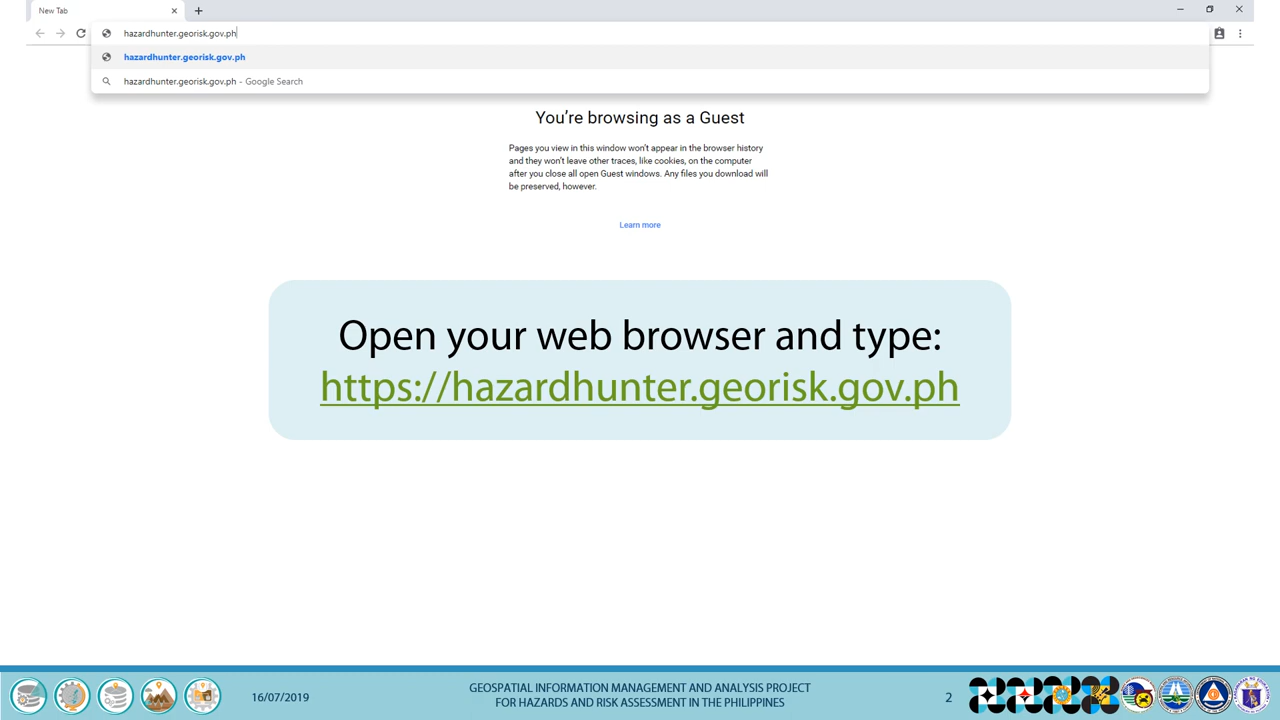 New Tab
hazardhunter.georisk.gov.ph
hazardhunter.georisk.gov.ph
hazardhunter.georisk.gov.ph - Google Search
You're browsing as a Guest
Pages you view in this window won't appear in the browser history
and they won't leave other traces, like cookies, on the computer
after you close all open Guest windows. Any files you download will
be preserved, however.
Learn more
Open your web browser and type:
https://hazardhunter.georisk.gov.ph
16/07/2019
GEOSPATIAL INFORMATION MANAGEMENT AND ANALYSIS PROJECT
FOR HAZARDS AND RISK ASSESSMENT IN THE PHILIPPINES
2